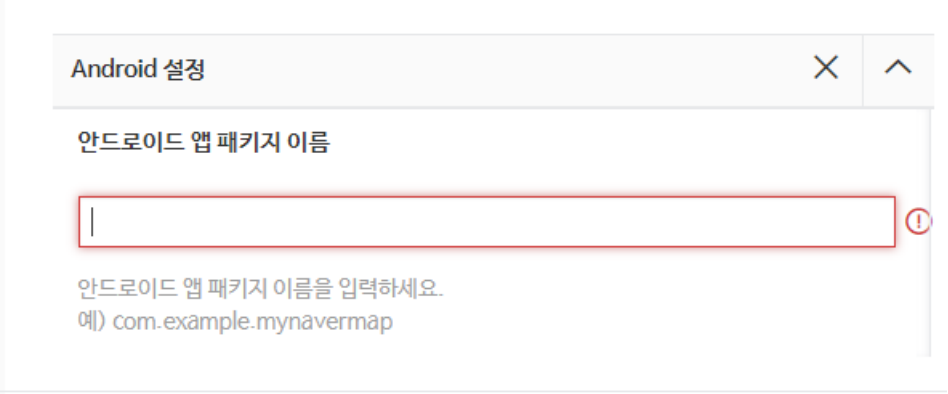 Android 설정
안드로이드 앱 패키지 이름
안드로이드 앱 패키지 이름을 입력하세요.
예) com.example.mynavermap